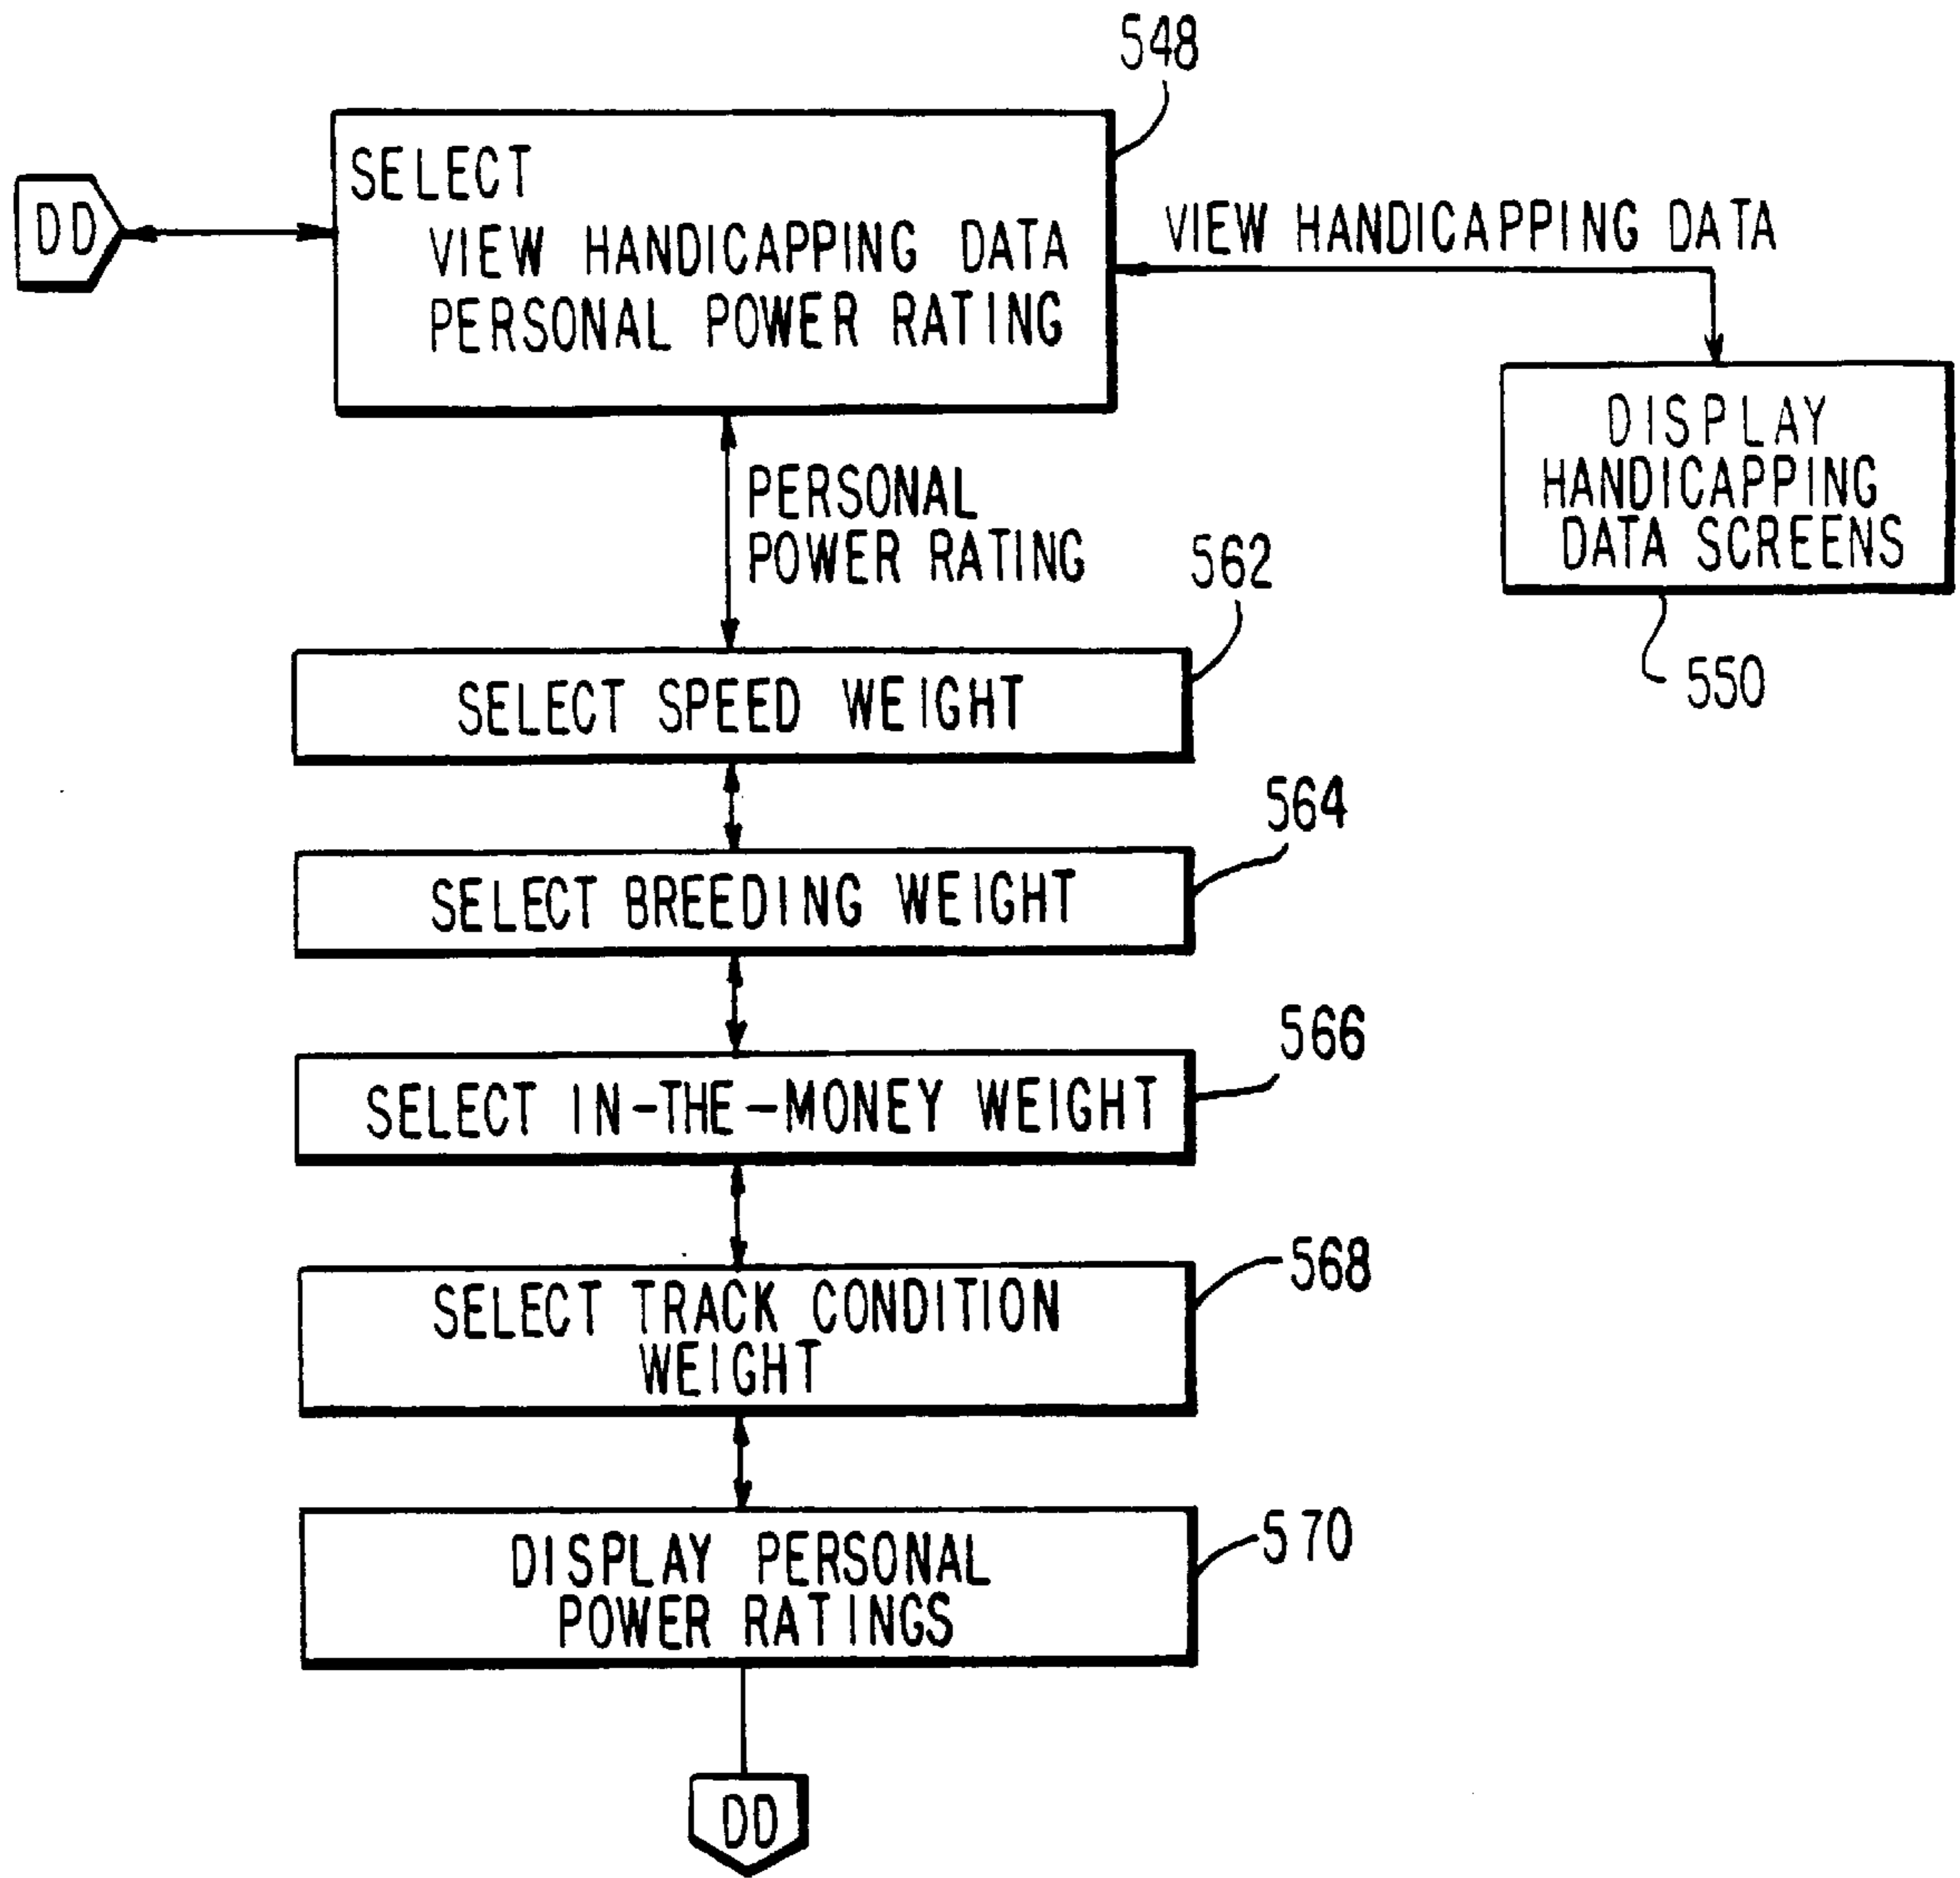 548
SELECT
VIEW HANDICAPPING DATA
PERSONAL POWER RATING
DD
VIEW HANDICAPPING DATA
DISPLAY
HANDICAPPING
DATA SCREENS
550
PERSONAL
POWER RATING
562
SELECT SPEED WEIGHT
564
SELECT BREEDING WEIGHT
566
SELECT IN-THE-MONEY WEIGHT
568
SELECT TRACK CONDITION
WEIGHT
570
DISPLAY PERSONAL
POWER RATINGS
DD